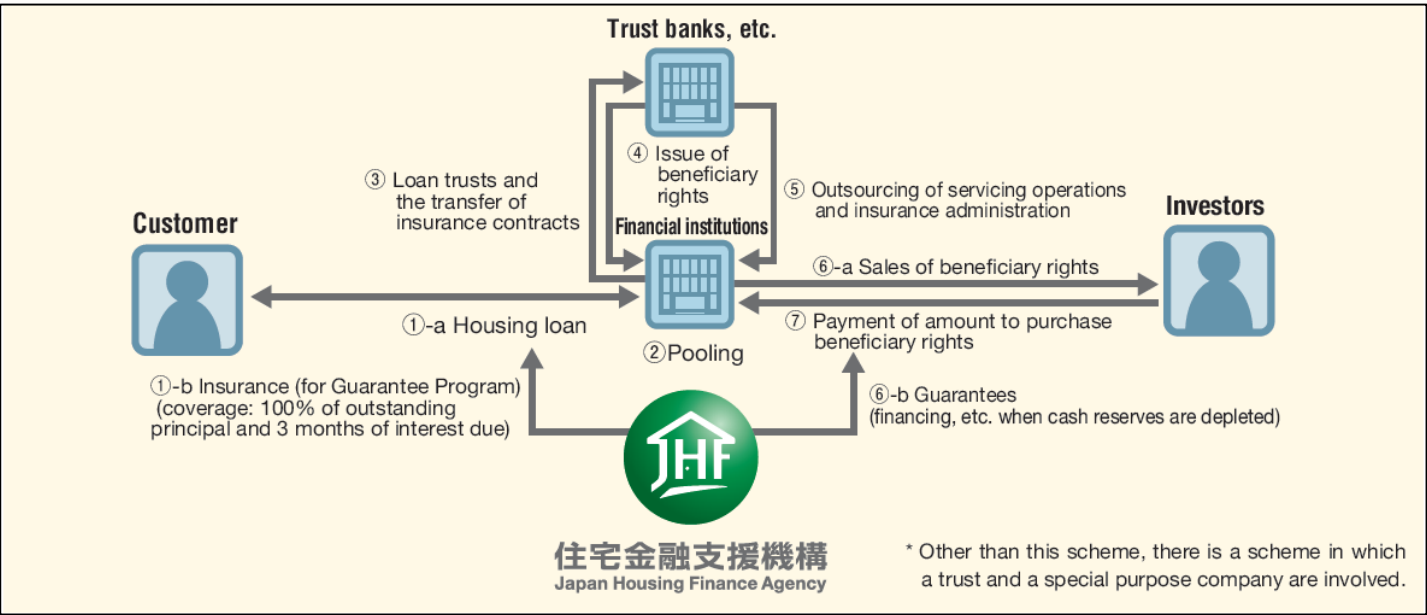 Trust banks, etc.
④ Issue of
beneficiary
rights
③ Loan trusts and
the transfer of
insurance contracts
⑤ Outsourcing of servicing operations
and insurance administration
Customer
Financial institutions
Investors
⑥-a Sales of beneficiary rights
①-a Housing loan
⑦ Payment of amount to purchase
beneficiary rights
②Pooling
①-b Insurance (for Guarantee Program)
(coverage: 100% of outstanding
principal and 3 months of interest due)
⑥-b Guarantees
(financing, etc. when cash reserves are depleted)
JHF
住宅金融支援機構
Japan Housing Finance Agency
* Other than this scheme, there is a scheme in which
a trust and a special purpose company are involved.